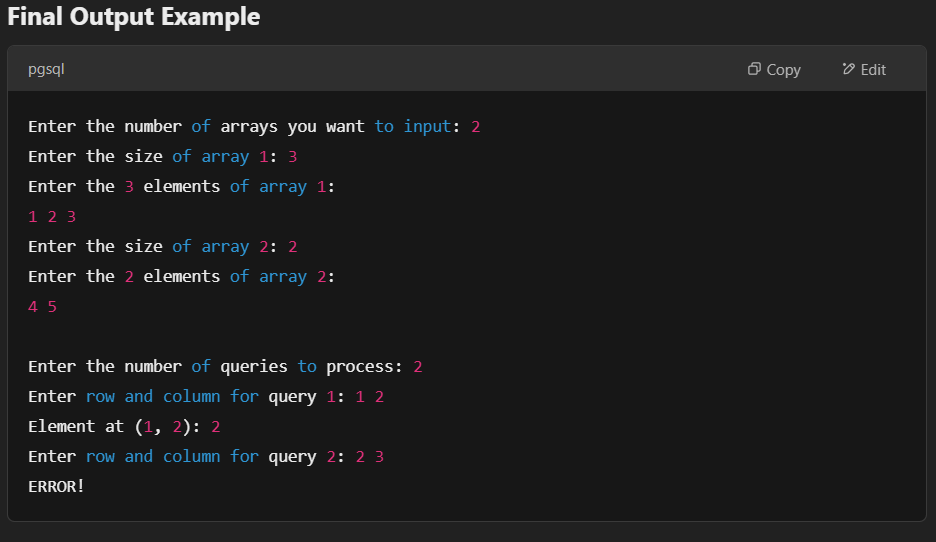 Final Output Example
pgsql
Copy
Edit
Enter the number of arrays you want to input: 2
Enter the size of array 1: 3
Enter the 3 elements of array 1:
1 2 3
Enter the size of array 2: 2
Enter the 2 elements of array 2:
4 5
Enter the number of queries to process: 2
Enter row and column for query 1: 1 2
Element at (1, 2): 2
Enter row and column for query 2: 2 3
ERROR!